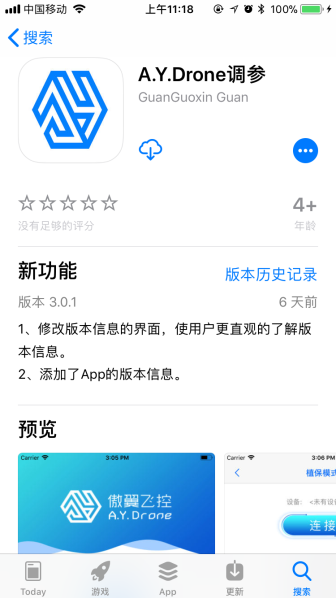 中国移动 上午11:18 100%
搜索
A.Y.Drone调参
GuanGuoxin Guan
4+
没有足够的评分 年龄
新功能 版本历史记录
版本 3.0.1 6 天前
1、修改版本信息的界面，使用户更直观的了解版
本信息。
2、添加了App的版本信息。
预览
Carrier 3:05 PM
Carrier 3:06 PM
植保模式
傲翼飞控
A.Y.Drone
设备： <未有设
连接
Today 游戏 App 更新 搜索